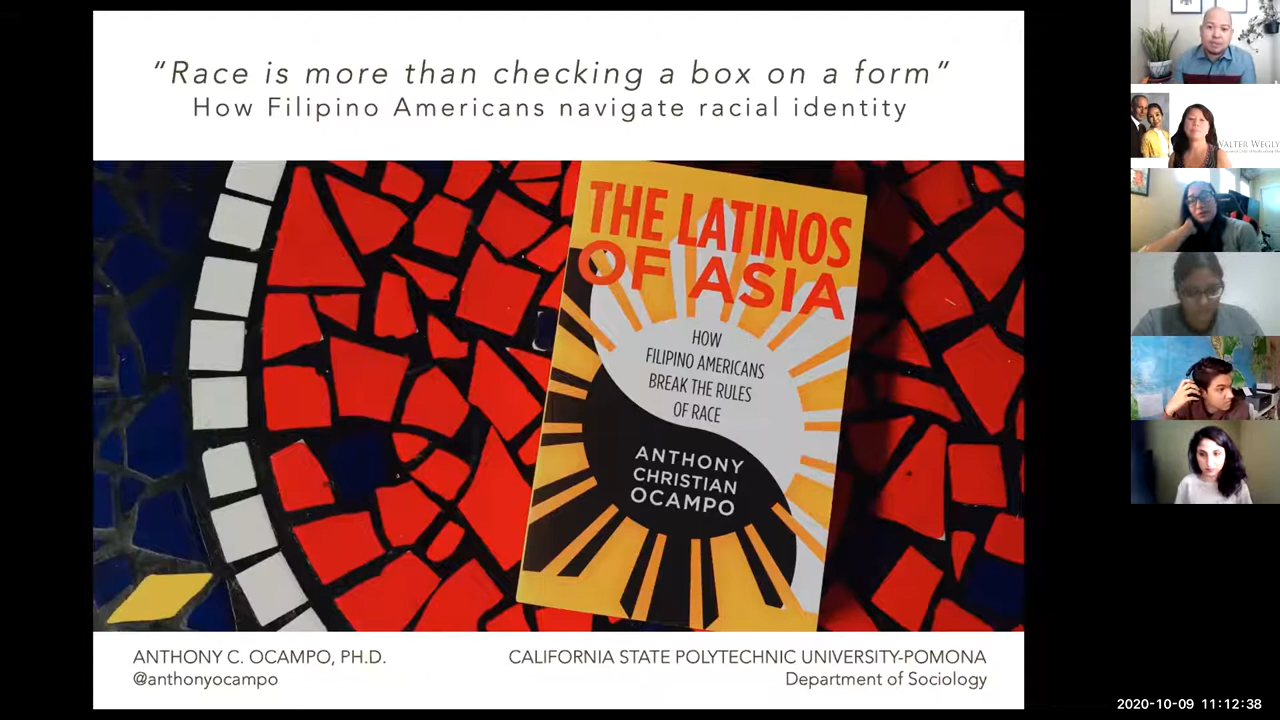 “Race is more than checking a box on a form”
How Filipino Americans navigate racial identity
THE LATINOS
OF ASIA
HOW
FILIPINO AMERICANS
BREAK THE RULES
OF RACE
ANTHONY
CHRISTIAN
OCAMPO
ANTHONY C. OCAMPO, PH.D.
@anthonyocampo
CALIFORNIA STATE POLYTECHNIC UNIVERSITY-POMONA
Department of Sociology
WALTER WEGLY
2020-10-09 11:12:38